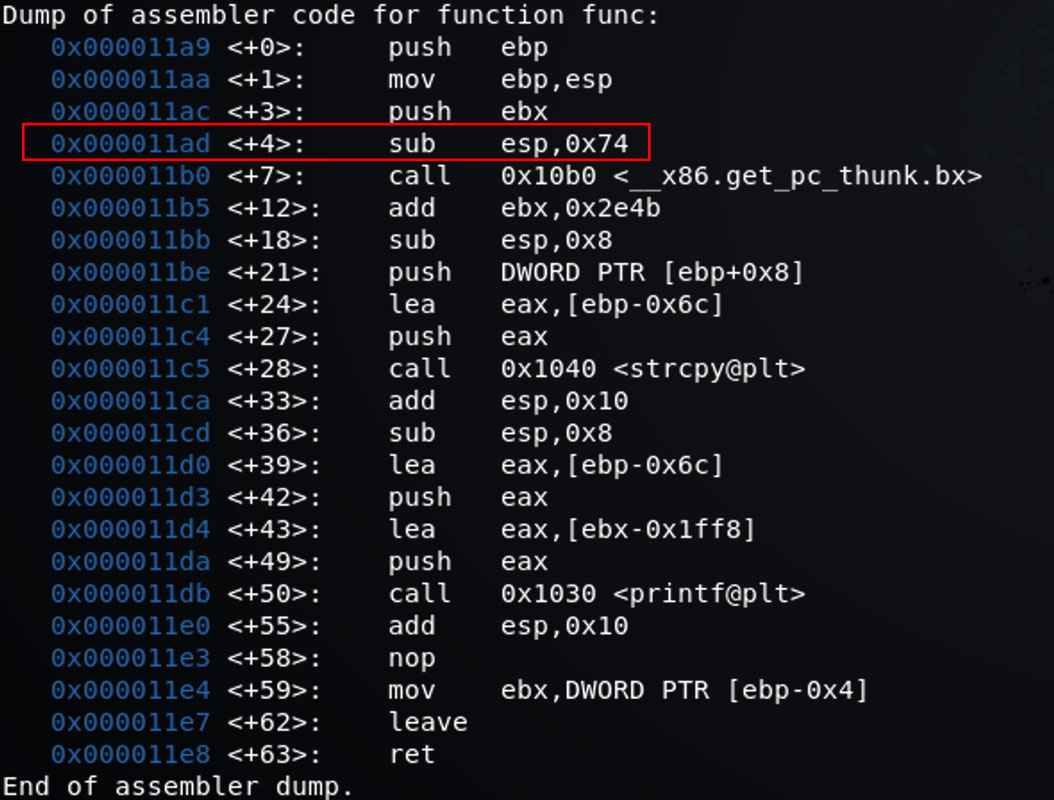 Dump of assembler code for function func:
0x000011a9 <+0>: push ebp
0x000011aa <+1>: mov ebp,esp
0x000011ac <+3>: push ebx
0x000011ad <+4>: sub esp,0x74
0x000011b0 <+7>: call 0x10b0 <__x86.get_pc_thunk.bx>
0x000011b5 <+12>: add ebx,0x2e4b
0x000011bb <+18>: sub esp,0x8
0x000011be <+21>: push DWORD PTR [ebp+0x8]
0x000011c1 <+24>: lea eax,[ebp-0x6c]
0x000011c4 <+27>: push eax
0x000011c5 <+28>: call 0x1040 <strcpy@plt>
0x000011ca <+33>: add esp,0x10
0x000011cd <+36>: sub esp,0x8
0x000011d0 <+39>: lea eax,[ebp-0x6c]
0x000011d3 <+42>: push eax
0x000011d4 <+43>: lea eax,[ebx-0x1ff8]
0x000011da <+49>: push eax
0x000011db <+50>: call 0x1030 <printf@plt>
0x000011e0 <+55>: add esp,0x10
0x000011e3 <+58>: nop
0x000011e4 <+59>: mov ebx,DWORD PTR [ebp-0x4]
0x000011e7 <+62>: leave
0x000011e8 <+63>: ret
End of assembler dump.